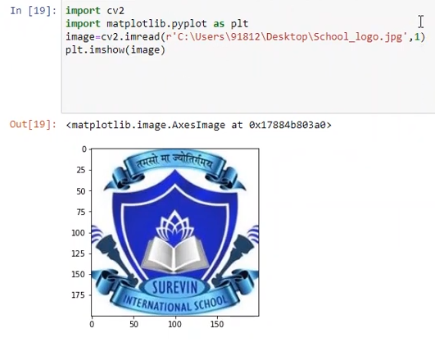 In [19]: import cv2
import matplotlib.pyplot as plt
image=cv2.imread(r'C:\Users\91812\Desktop\School_logo.jpg',1)
plt.imshow(image)
Out[19]: <matplotlib.image.AxesImage at 0x17884b803a0>
0
25
50
75
100
125
150
175
तमसो मा ज्योतिर्गमय
SUREVIN
INTERNATIONAL SCHOOL
0 50 100 150